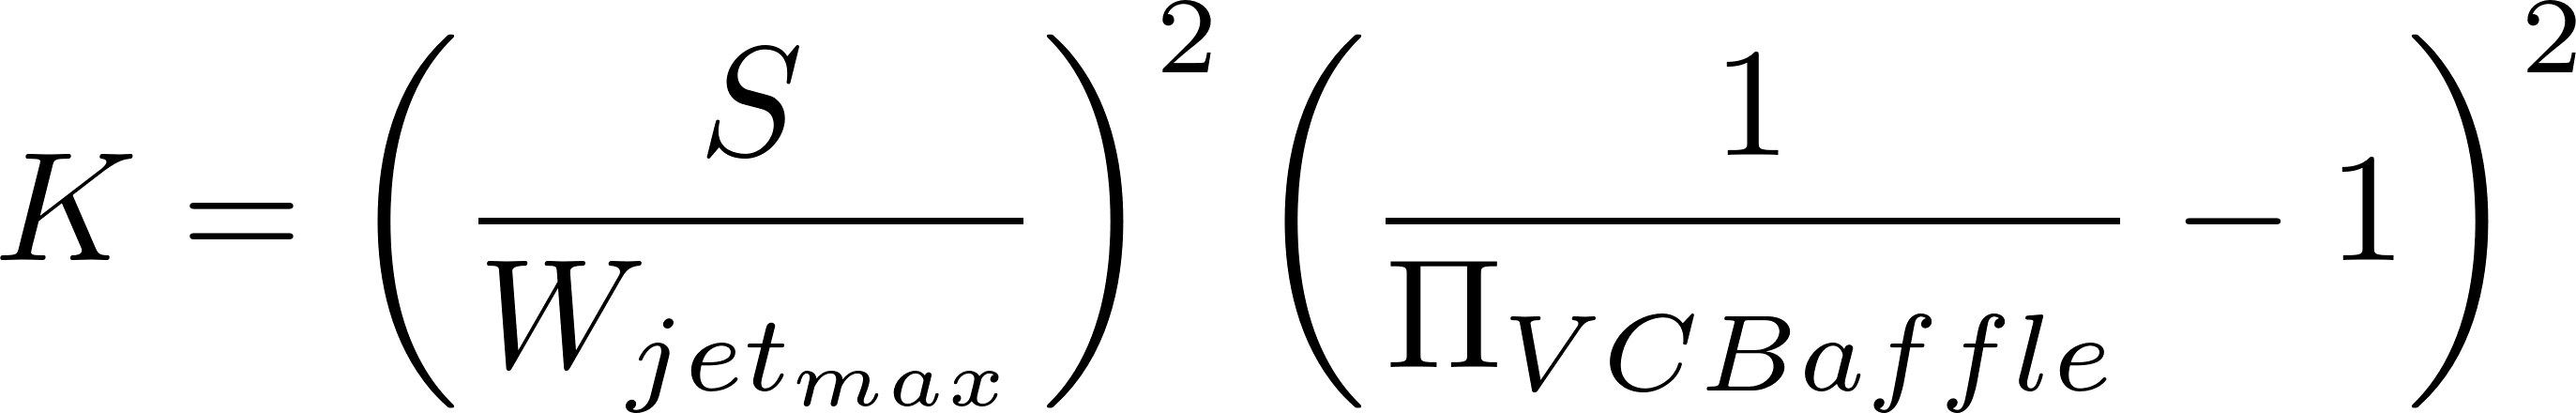 K = \left( \frac{S}{W_{jet_{max}}} \right)^2 \left( \frac{1}{\Pi_{VCBaffle}} - 1 \right)^2